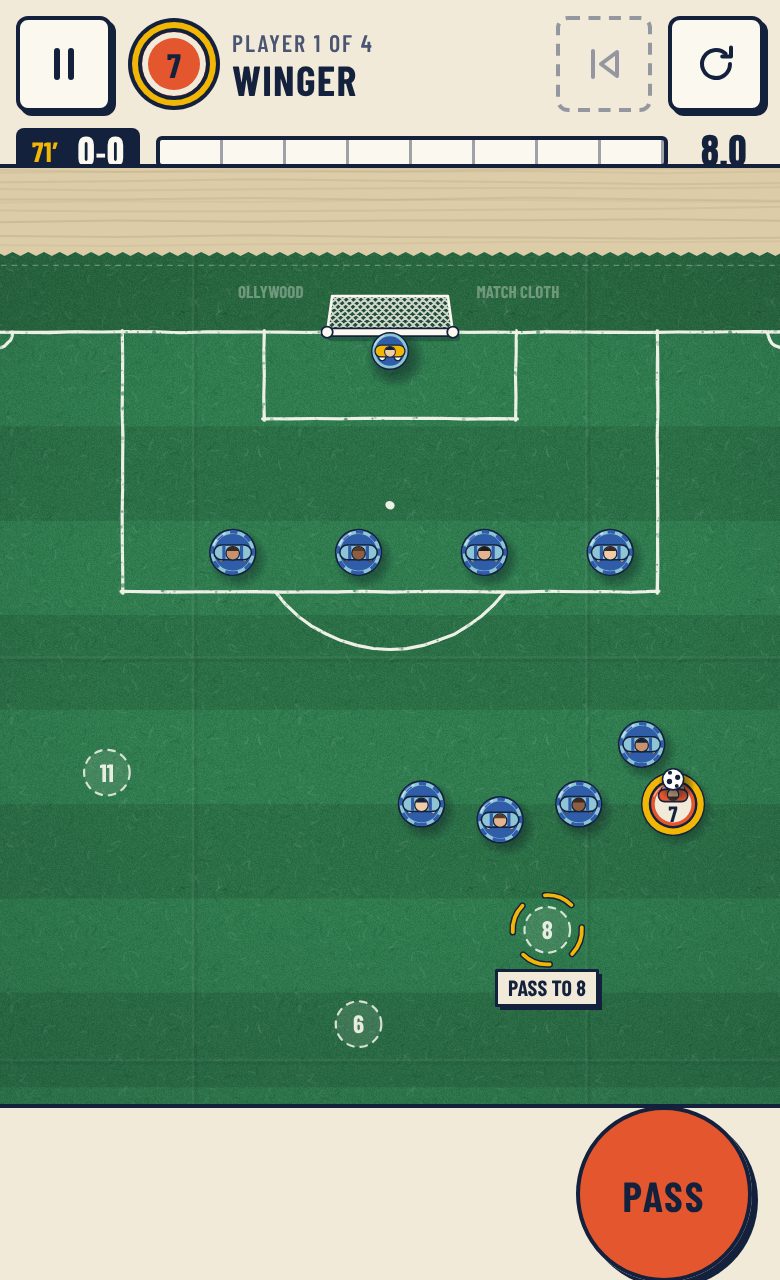 7
PLAYER 1 OF 4
WINGER
71' 0-0
8.0
OLLYWOOD MATCH CLOTH
11
7
8
PASS TO 8
6
PASS